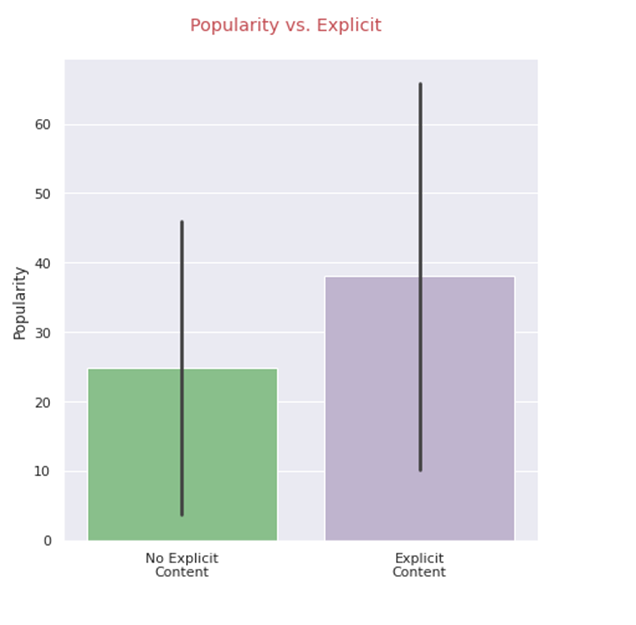 Popularity vs. Explicit
60
50
40
30
20
10
0
Popularity
No Explicit
Content
Explicit
Content